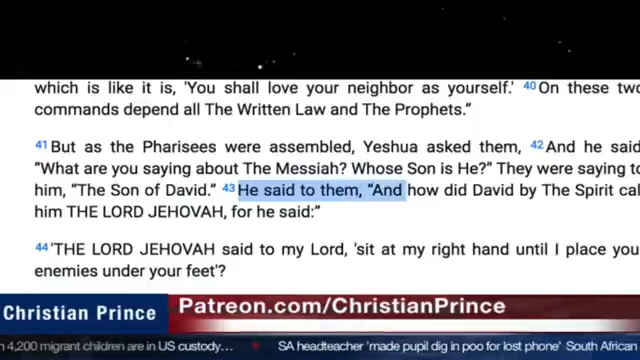 which is like it is, 'You shall love your neighbor as yourself.' 40 On these two
commands depend all The Written Law and The Prophets.”
41 But as the Pharisees were assembled, Yeshua asked them, 42 And he said
“What are you saying about The Messiah? Whose Son is He?” They were saying to
him, “The Son of David.” 43 He said to them, “And how did David by The Spirit cal
him THE LORD JEHOVAH, for he said:”
44 'THE LORD JEHOVAH said to my Lord, 'sit at my right hand until I place you
enemies under your feet'?
Christian Prince
Patreon.com/ChristianPrince
n 4,200 migrant children are in US custody… SA headteacher 'made pupil dig in poo for lost phone' South African